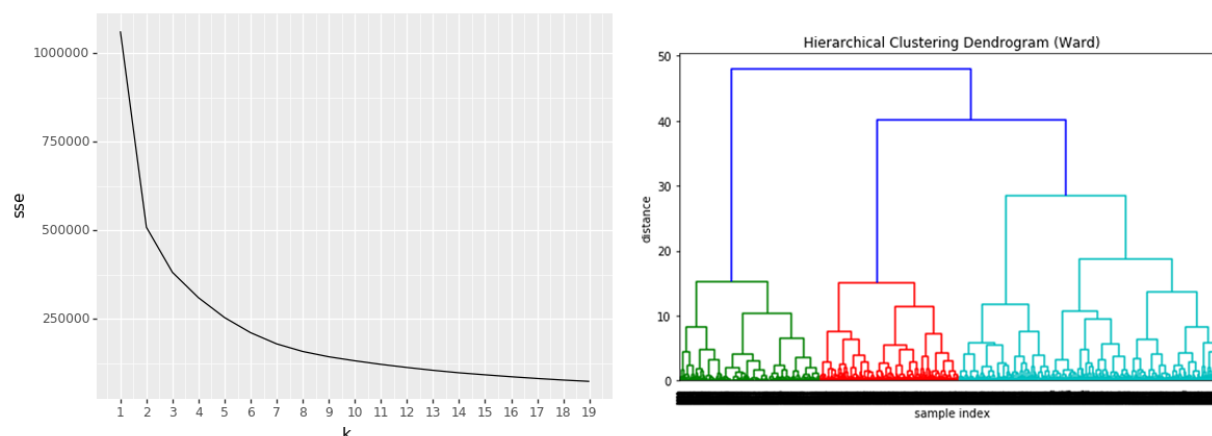 1000000
750000
500000
250000
sse
1 2 3 4 5 6 7 8 9 10 11 12 13 14 15 16 17 18 19
k
Hierarchical Clustering Dendrogram (Ward)
50
40
30
20
10
0
distance
sample index